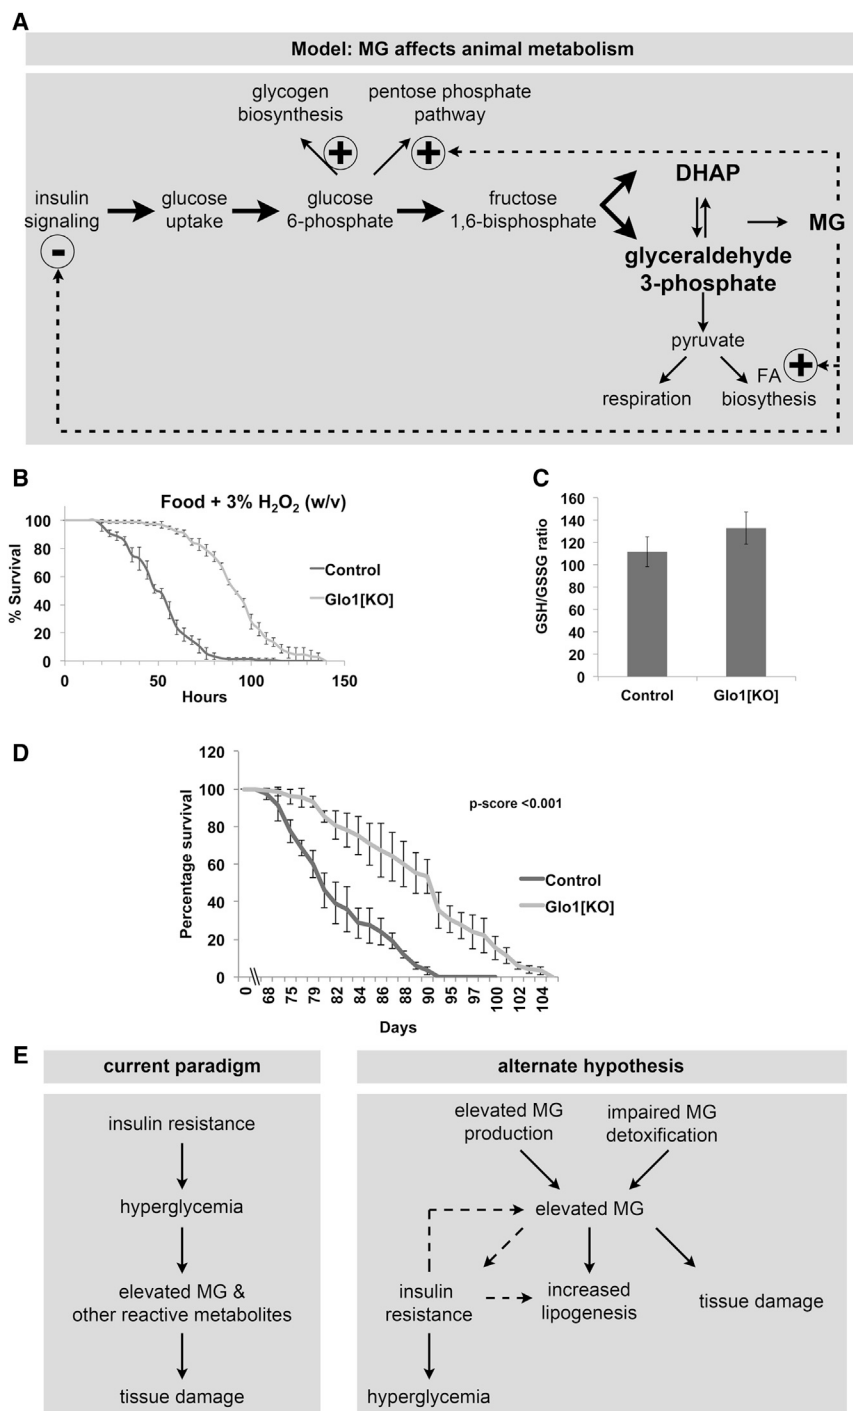 A
Model: MG affects animal metabolism
glycogen
biosynthesis
pentose phosphate
pathway
+
+
insulin
signaling
-
glucose
uptake
glucose
6-phosphate
fructose
1,6-bisphosphate
DHAP
MG
glyceraldehyde
3-phosphate
pyruvate
respiration
FA
biosythesis
+
B
Food + 3% H₂O₂ (w/v)
% Survival
100
80
60
40
20
0
0
50
100
150
Hours
Control
Glo1[KO]
C
GSH/GSSG ratio
160
140
120
100
80
60
40
20
0
Control
Glo1[KO]
D
Percentage survival
120
100
80
60
40
20
0
p-score <0.001
Control
Glo1[KO]
0
68
75
79
82
84
86
88
90
95
97
100
102
104
Days
E
current paradigm
insulin resistance
hyperglycemia
elevated MG &
other reactive metabolites
tissue damage
alternate hypothesis
elevated MG
production
impaired MG
detoxification
elevated MG
insulin
resistance
increased
lipogenesis
tissue damage
hyperglycemia